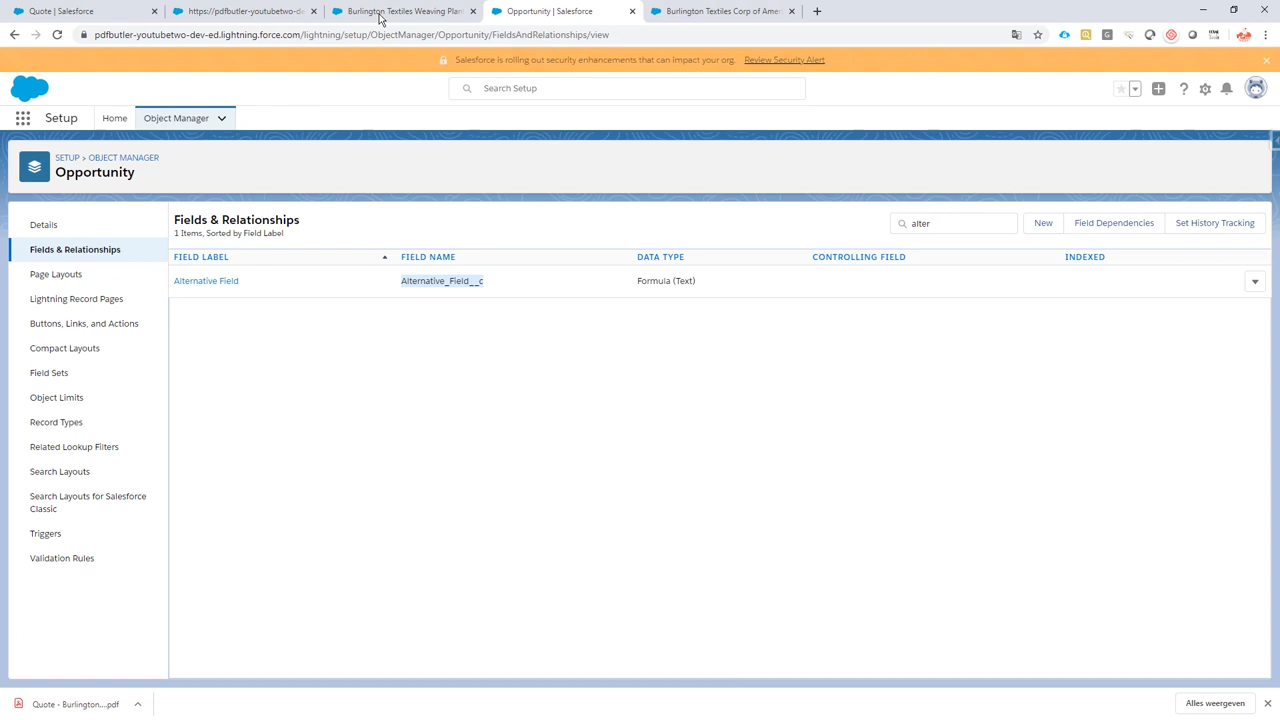 Quote | Salesforce
https://pdfbutler-youtubetwo-de
Burlington Textiles Weaving Plan
Opportunity | Salesforce
Burlington Textiles Corp of Amer
pdfbutler-youtubetwo-dev-ed.lightning.force.com/lightning/setup/ObjectManager/Opportunity/FieldsAndRelationships/view
Salesforce is rolling out security enhancements that can impact your org. Review Security Alert
Search Setup
Setup
Home
Object Manager
SETUP > OBJECT MANAGER
Opportunity
Details
Fields & Relationships
Page Layouts
Lightning Record Pages
Buttons, Links, and Actions
Compact Layouts
Field Sets
Object Limits
Record Types
Related Lookup Filters
Search Layouts
Search Layouts for Salesforce
Classic
Triggers
Validation Rules
Fields & Relationships
1 Items, Sorted by Field Label
alter
New
Field Dependencies
Set History Tracking
FIELD LABEL FIELD NAME DATA TYPE CONTROLLING FIELD INDEXED
Alternative Field Alternative_Field__c Formula (Text)
Quote - Burlington....pdf
Alles weergeven